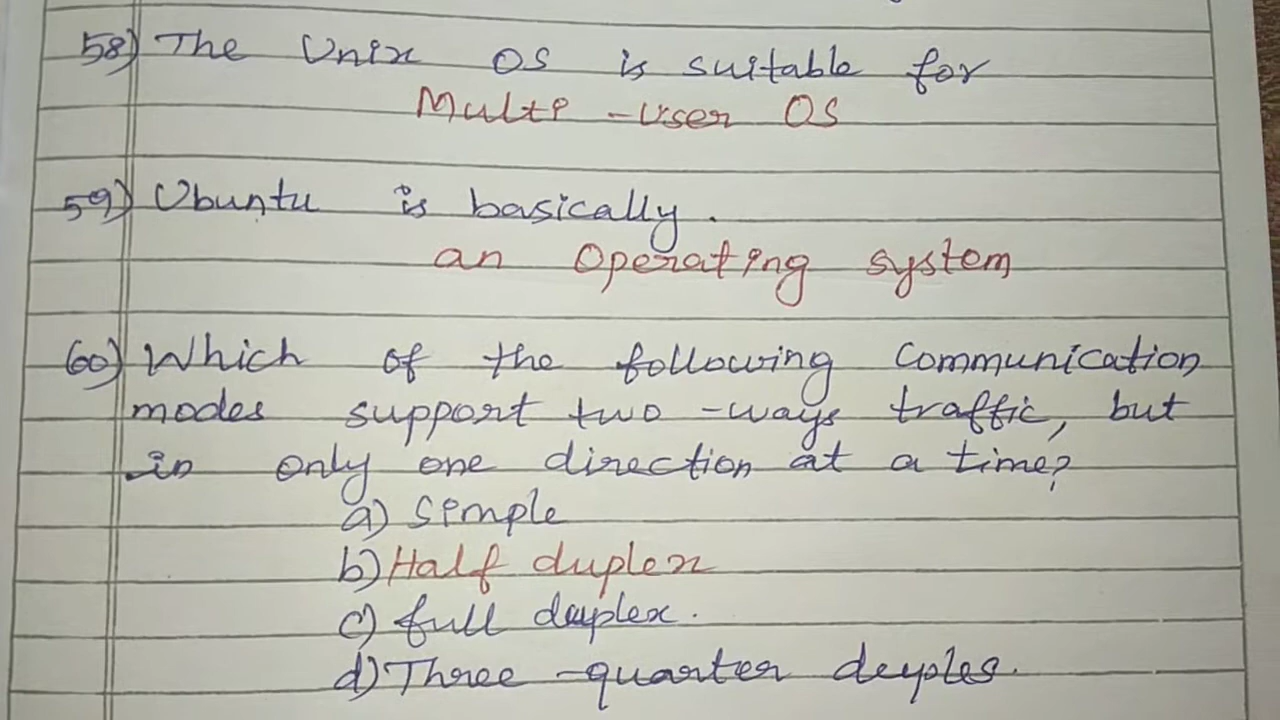 58) The Unix OS is suitable for
Multi-User OS
59) Ubuntu is basically.
an Operating system
60) Which of the following communication
modes support two-ways traffic, but
in only one direction at a time?
a) Simple
b) Half duplex
c) full duplex.
d) Three-quarter deyples.